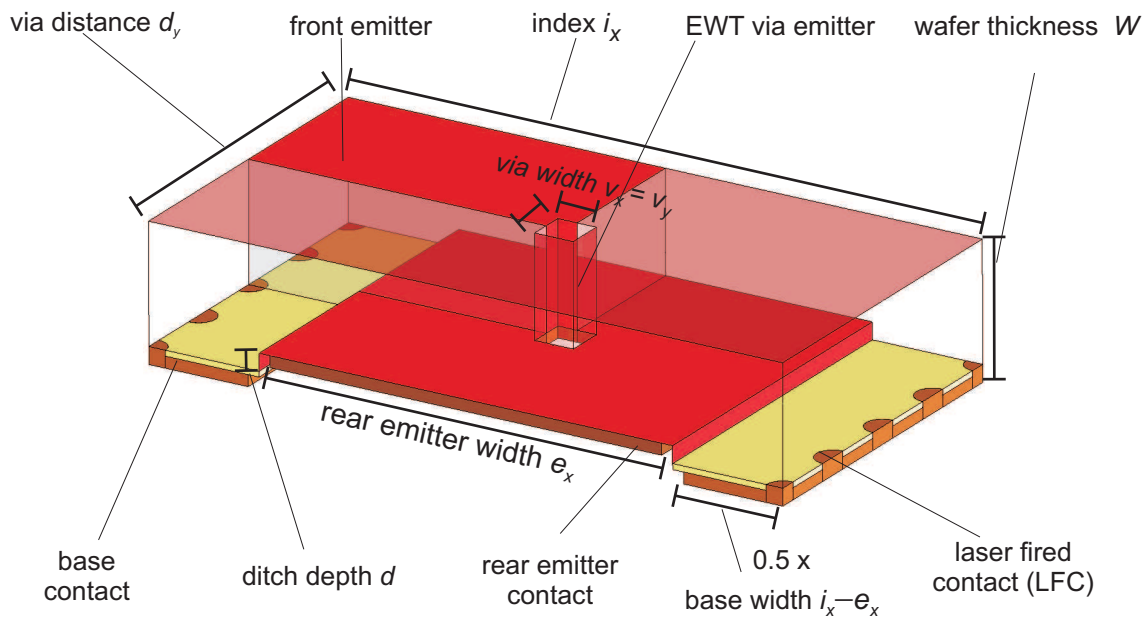 via distance d_y
front emitter
index i_x
EWT via emitter
wafer thickness W
via width v_x = v_y
rear emitter width e_x
base
contact
ditch depth d
rear emitter
contact
0.5 x
base width i_x–e_x
laser fired
contact (LFC)